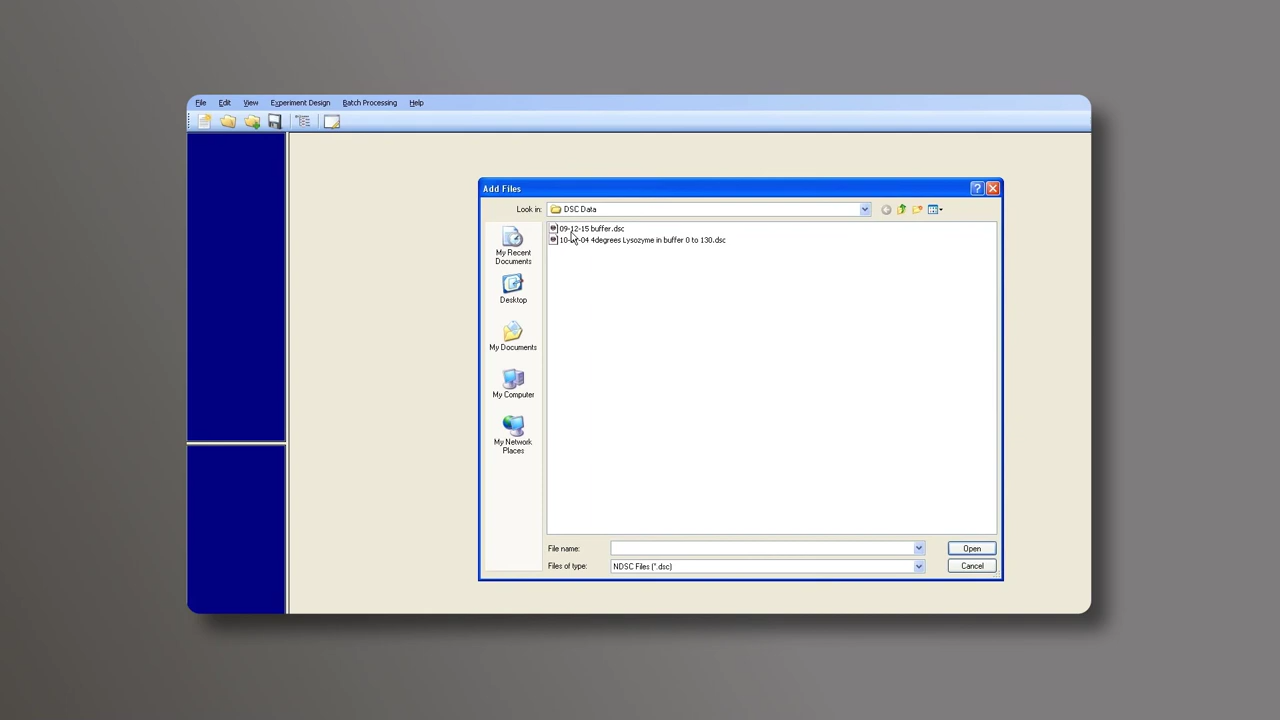 File Edit View Experiment Design Batch Processing Help
Add Files
Look in: DSC Data
09-12-15 buffer.dsc
4degrees Lysozyme in buffer 0 to 130.dsc
My Recent
Documents
Desktop
My Documents
My Computer
My Network
Places
File name: Open
Files of type: NDSC Files (*.dsc) Cancel